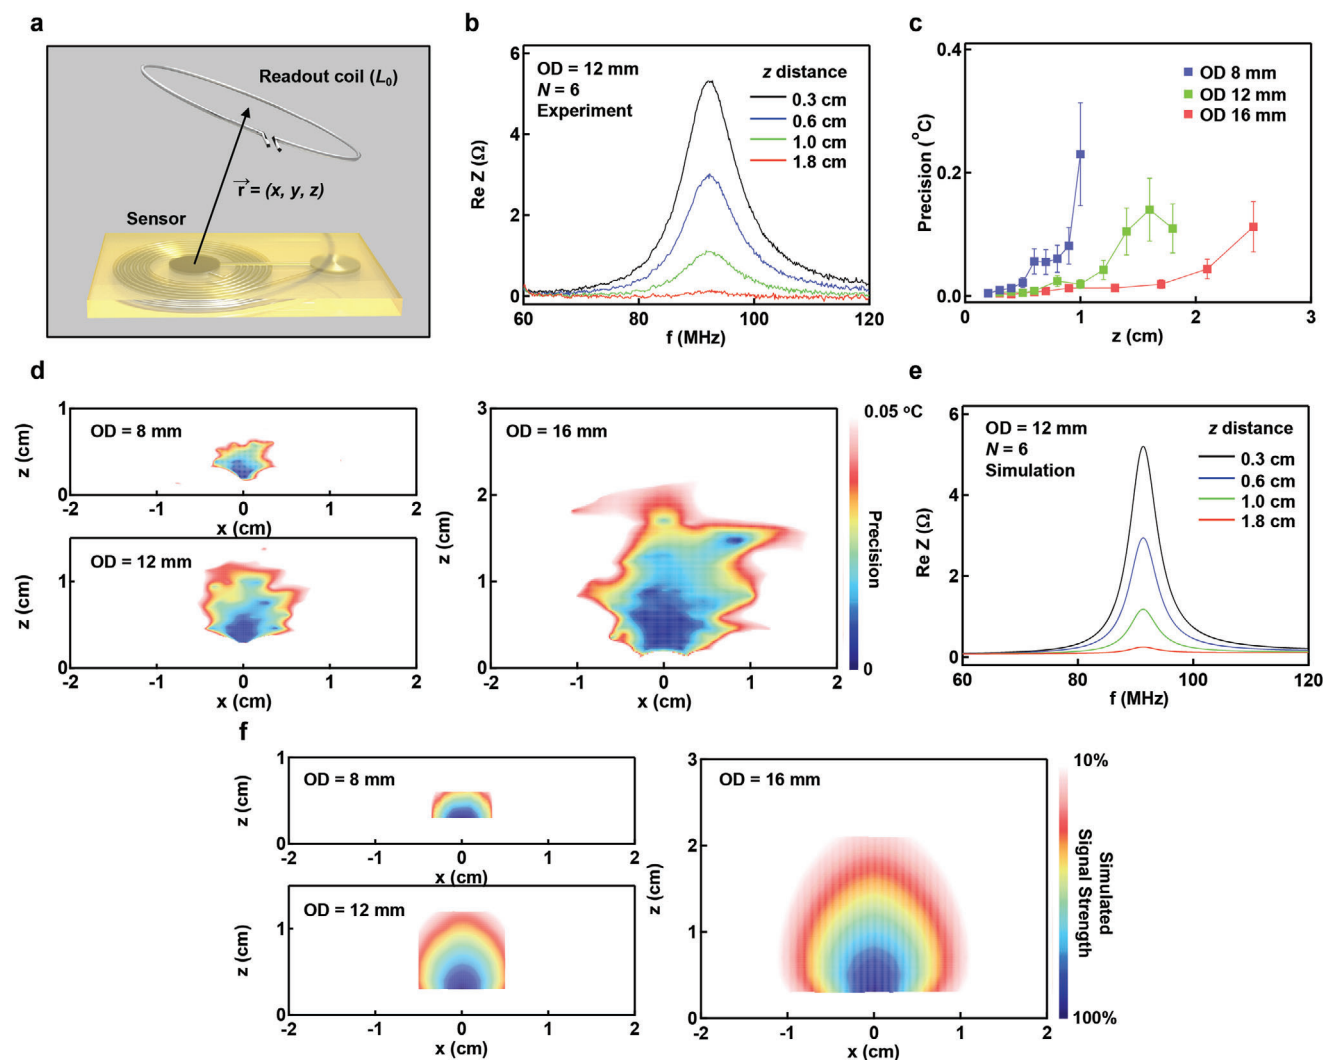 a
Readout coil (L0)
r = (x, y, z)
Sensor
b
OD = 12 mm
N = 6
Experiment
z distance
0.3 cm
0.6 cm
1.0 cm
1.8 cm
6
4
2
0
Re Z (Ω)
60 80 100 120
f (MHz)
c
OD 8 mm
OD 12 mm
OD 16 mm
0.4
0.2
0.0
Precision (°C)
0 1 2 3
z (cm)
d
OD = 8 mm
1
0
z (cm)
-2 -1 0 1 2
x (cm)
OD = 12 mm
1
0
z (cm)
-2 -1 0 1 2
x (cm)
OD = 16 mm
3
2
1
0
z (cm)
-2 -1 0 1 2
x (cm)
0.05 °C
Precision
0
e
OD = 12 mm
N = 6
Simulation
z distance
0.3 cm
0.6 cm
1.0 cm
1.8 cm
6
4
2
0
Re Z (Ω)
60 80 100 120
f (MHz)
f
OD = 8 mm
1
0
z (cm)
-2 -1 0 1 2
x (cm)
OD = 12 mm
1
0
z (cm)
-2 -1 0 1 2
x (cm)
OD = 16 mm
3
2
1
0
z (cm)
-2 -1 0 1 2
x (cm)
10%
Simulated
Signal Strength
100%